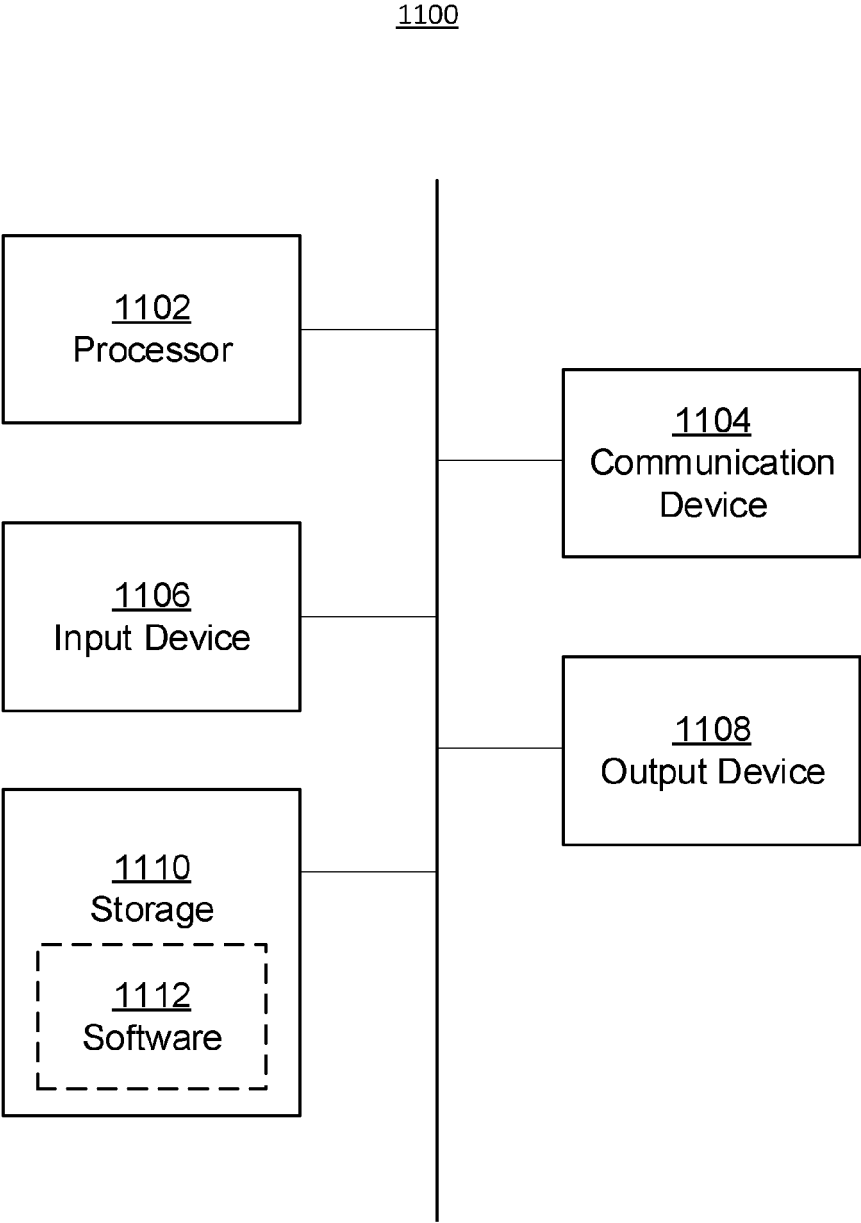 1100
1102
Processor
1104
Communication
Device
1106
Input Device
1108
Output Device
1110
Storage
1112
Software